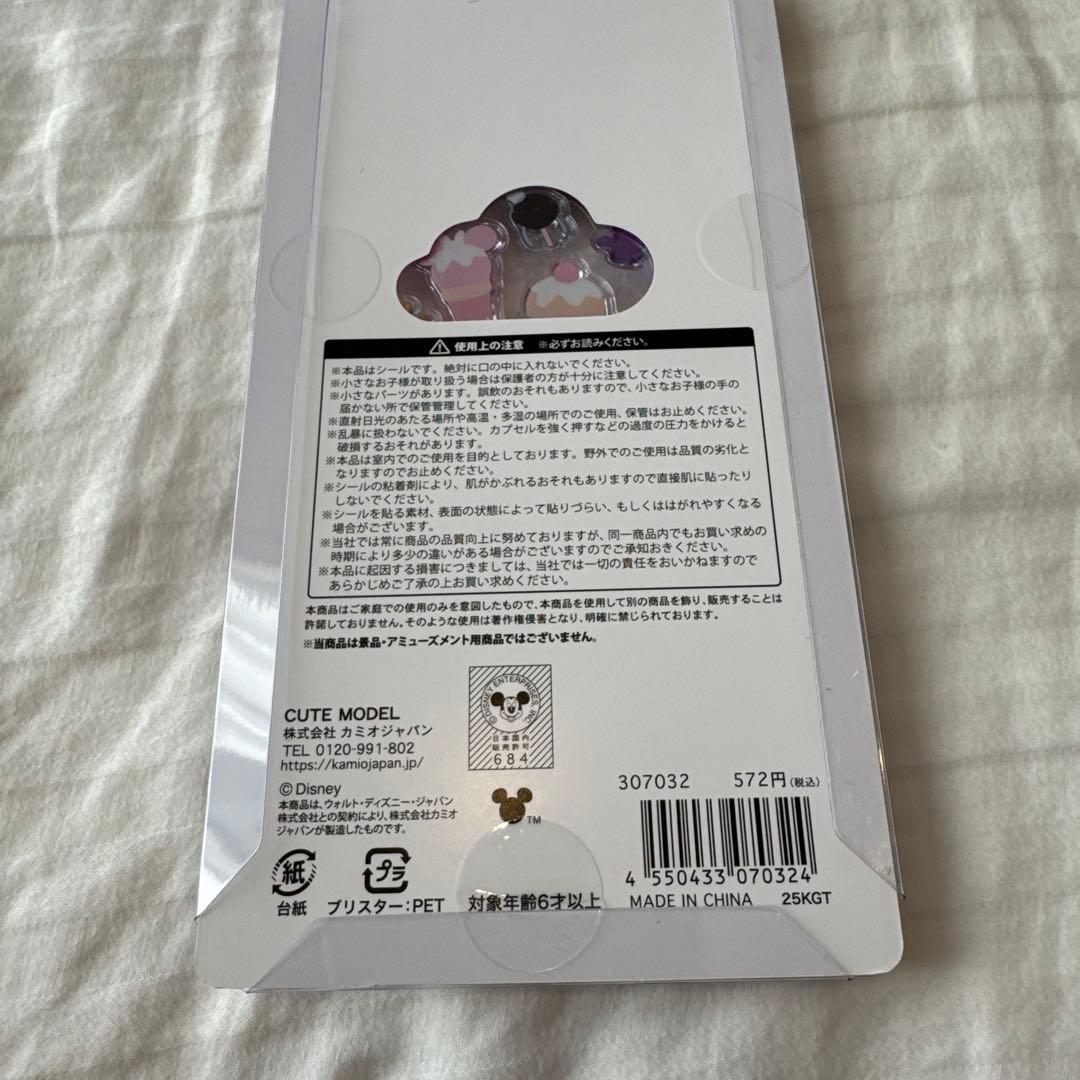 使用上の注意 ※必ずお読みください。
※本品はシールです。絶対に口の中に入れないでください。
※小さなお子様が取り扱う場合は保護者の方が十分に注意してください。
※小さなパーツがあります。誤飲のおそれもありますので、小さなお子様の手の
届かない所で保管管理してください。
※直射日光のあたる場所や高温・多湿の場所でのご使用、保管はお止めください。
※乱暴に扱わないでください。カプセルを強く押すなどの過度の圧力をかけると
破損するおそれがあります。
※本品は室内でのご使用を目的としております。野外でのご使用は品質の劣化と
なりますのでお止めください。
※シールの粘着剤により、肌がかぶれるおそれもありますので直接肌に貼ったり
しないでください。
※シールを貼る素材、表面の状態によって貼りづらい、もしくははがれやすくなる
場合がございます。
※当社では常に商品の品質向上に努めておりますが、同一商品内でもお買い求めの
時期により多少の違いがある場合がございますのでご承知おきください。
※本品に起因する損害につきましては、当社では一切の責任をおいかねますので
あらかじめご了承の上お買い求めください。
本商品はご家庭での使用のみを意図したもので、本商品を使用して別の商品を飾り、販売することは
許諾しておりません。そのような使用は著作権侵害となり、明確に禁じられております。
※当商品は景品・アミューズメント用商品ではございません。
CUTE MODEL
株式会社 カミオジャパン
TEL 0120-991-802
https://kamiojapan.jp/
©DISNEY ENTERPRISES, INC.
日本国内
販売許可
684
©Disney
本商品は、ウォルト・ディズニー・ジャパン
株式会社との契約により、株式会社カミオ
ジャパンが製造したものです。
TM
307032 572円(税込)
4 550433 070324
紙
台紙
プラ
ブリスター:PET
対象年齢6才以上
MADE IN CHINA 25KGT